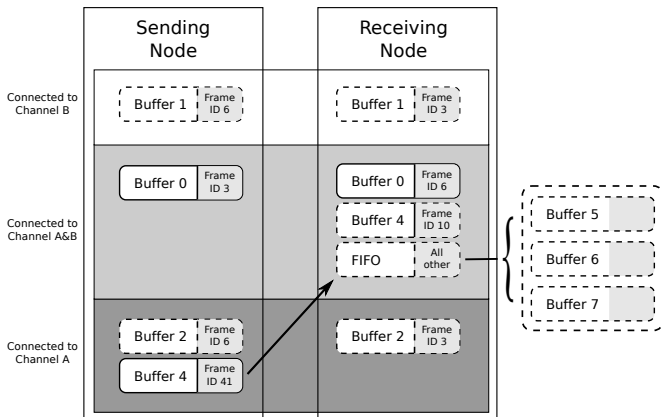 Sending
Node
Receiving
Node
Connected to
Channel B
Buffer 1
Frame
ID 6
Buffer 1
Frame
ID 3
Connected to
Channel A&B
Buffer 0
Frame
ID 3
Buffer 0
Frame
ID 6
Buffer 4
Frame
ID 10
FIFO
All
other
Buffer 5
Buffer 6
Buffer 7
Connected to
Channel A
Buffer 2
Frame
ID 6
Buffer 4
Frame
ID 41
Buffer 2
Frame
ID 3